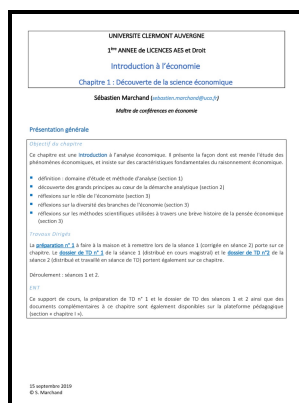 UNIVERSITE CLERMONT AUVERGNE
1ère ANNEE de LICENCES AES et Droit
Introduction à l'économie
Chapitre 1 : Découverte de la science économique
Sébastien Marchand (sebastien.marchand@uca.fr)
Maître de conférences en économie
Présentation générale
Objectif du chapitre
Ce chapitre est une introduction à l'analyse économique. Il présente la façon dont est menée l'étude des
phénomènes économiques, et insiste sur des caractéristiques fondamentales du raisonnement économique.
▪ définition : domaine d'étude et méthode d'analyse (section 1)
▪ découverte des grands principes au cœur de la démarche analytique (section 2)
▪ réflexions sur le rôle de l'économiste (section 3)
▪ réflexions sur la diversité des branches de l'économie (section 3)
▪ réflexions sur les méthodes scientifiques utilisées à travers une brève histoire de la pensée économique
(section 3)
Travaux Dirigés
La préparation n° 1 à faire à la maison et à remettre lors de la séance 1 (corrigée en séance 2) porte sur ce
chapitre. Le dossier de TD n° 1 de la séance 1 (distribué en cours magistral) et le dossier de TD n°2 de la
séance 2 (distribué et travaillé en séance de TD) portent également sur ce chapitre.
Déroulement : séances 1 et 2.
ENT
Ce support de cours, la préparation de TD n° 1 et le dossier de TD des séances 1 et 2 ainsi que des
documents complémentaires à ce chapitre sont également disponibles sur la plateforme pédagogique
(section « chapitre I »).
15 septembre 2019
© S. Marchand